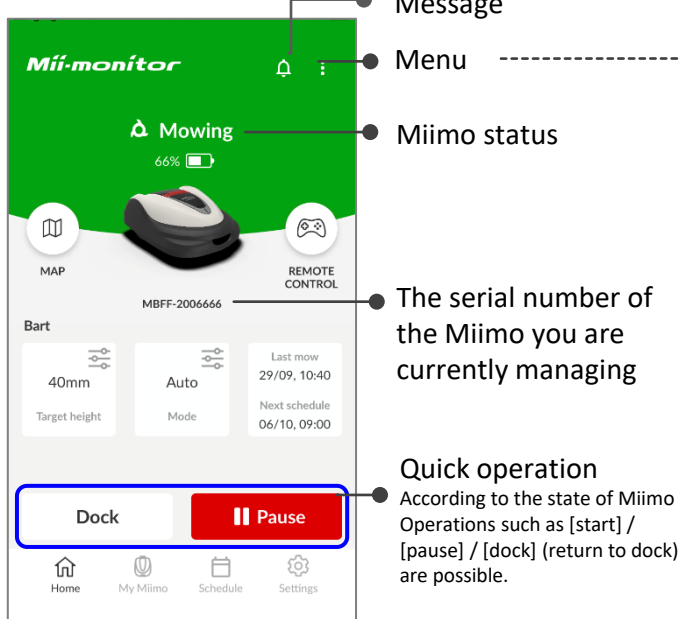 Message
Mii-monitor
Menu
Mowing
Miimo status
66%
MAP
REMOTE
CONTROL
MBFF-2006666
The serial number of
the Miimo you are
currently managing
Bart
40mm
Target height
Auto
Mode
Last mow
29/09, 10:40
Next schedule
06/10, 09:00
Quick operation
According to the state of Miimo
Operations such as [start] /
[pause] / [dock] (return to dock)
are possible.
Dock
Pause
Home
My Miimo
Schedule
Settings